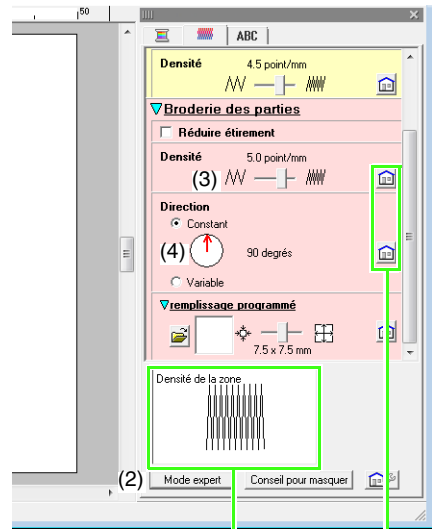 50
ABC
Densité 4.5 point/mm
Broderie des parties
Réduire étirement
Densité 5.0 point/mm
(3)
Direction
Constant
(4) 90 degrés
Variable
remplissage programmé
7.5 x 7.5 mm
Densité de la zone
(2) Mode expert Conseil pour masquer